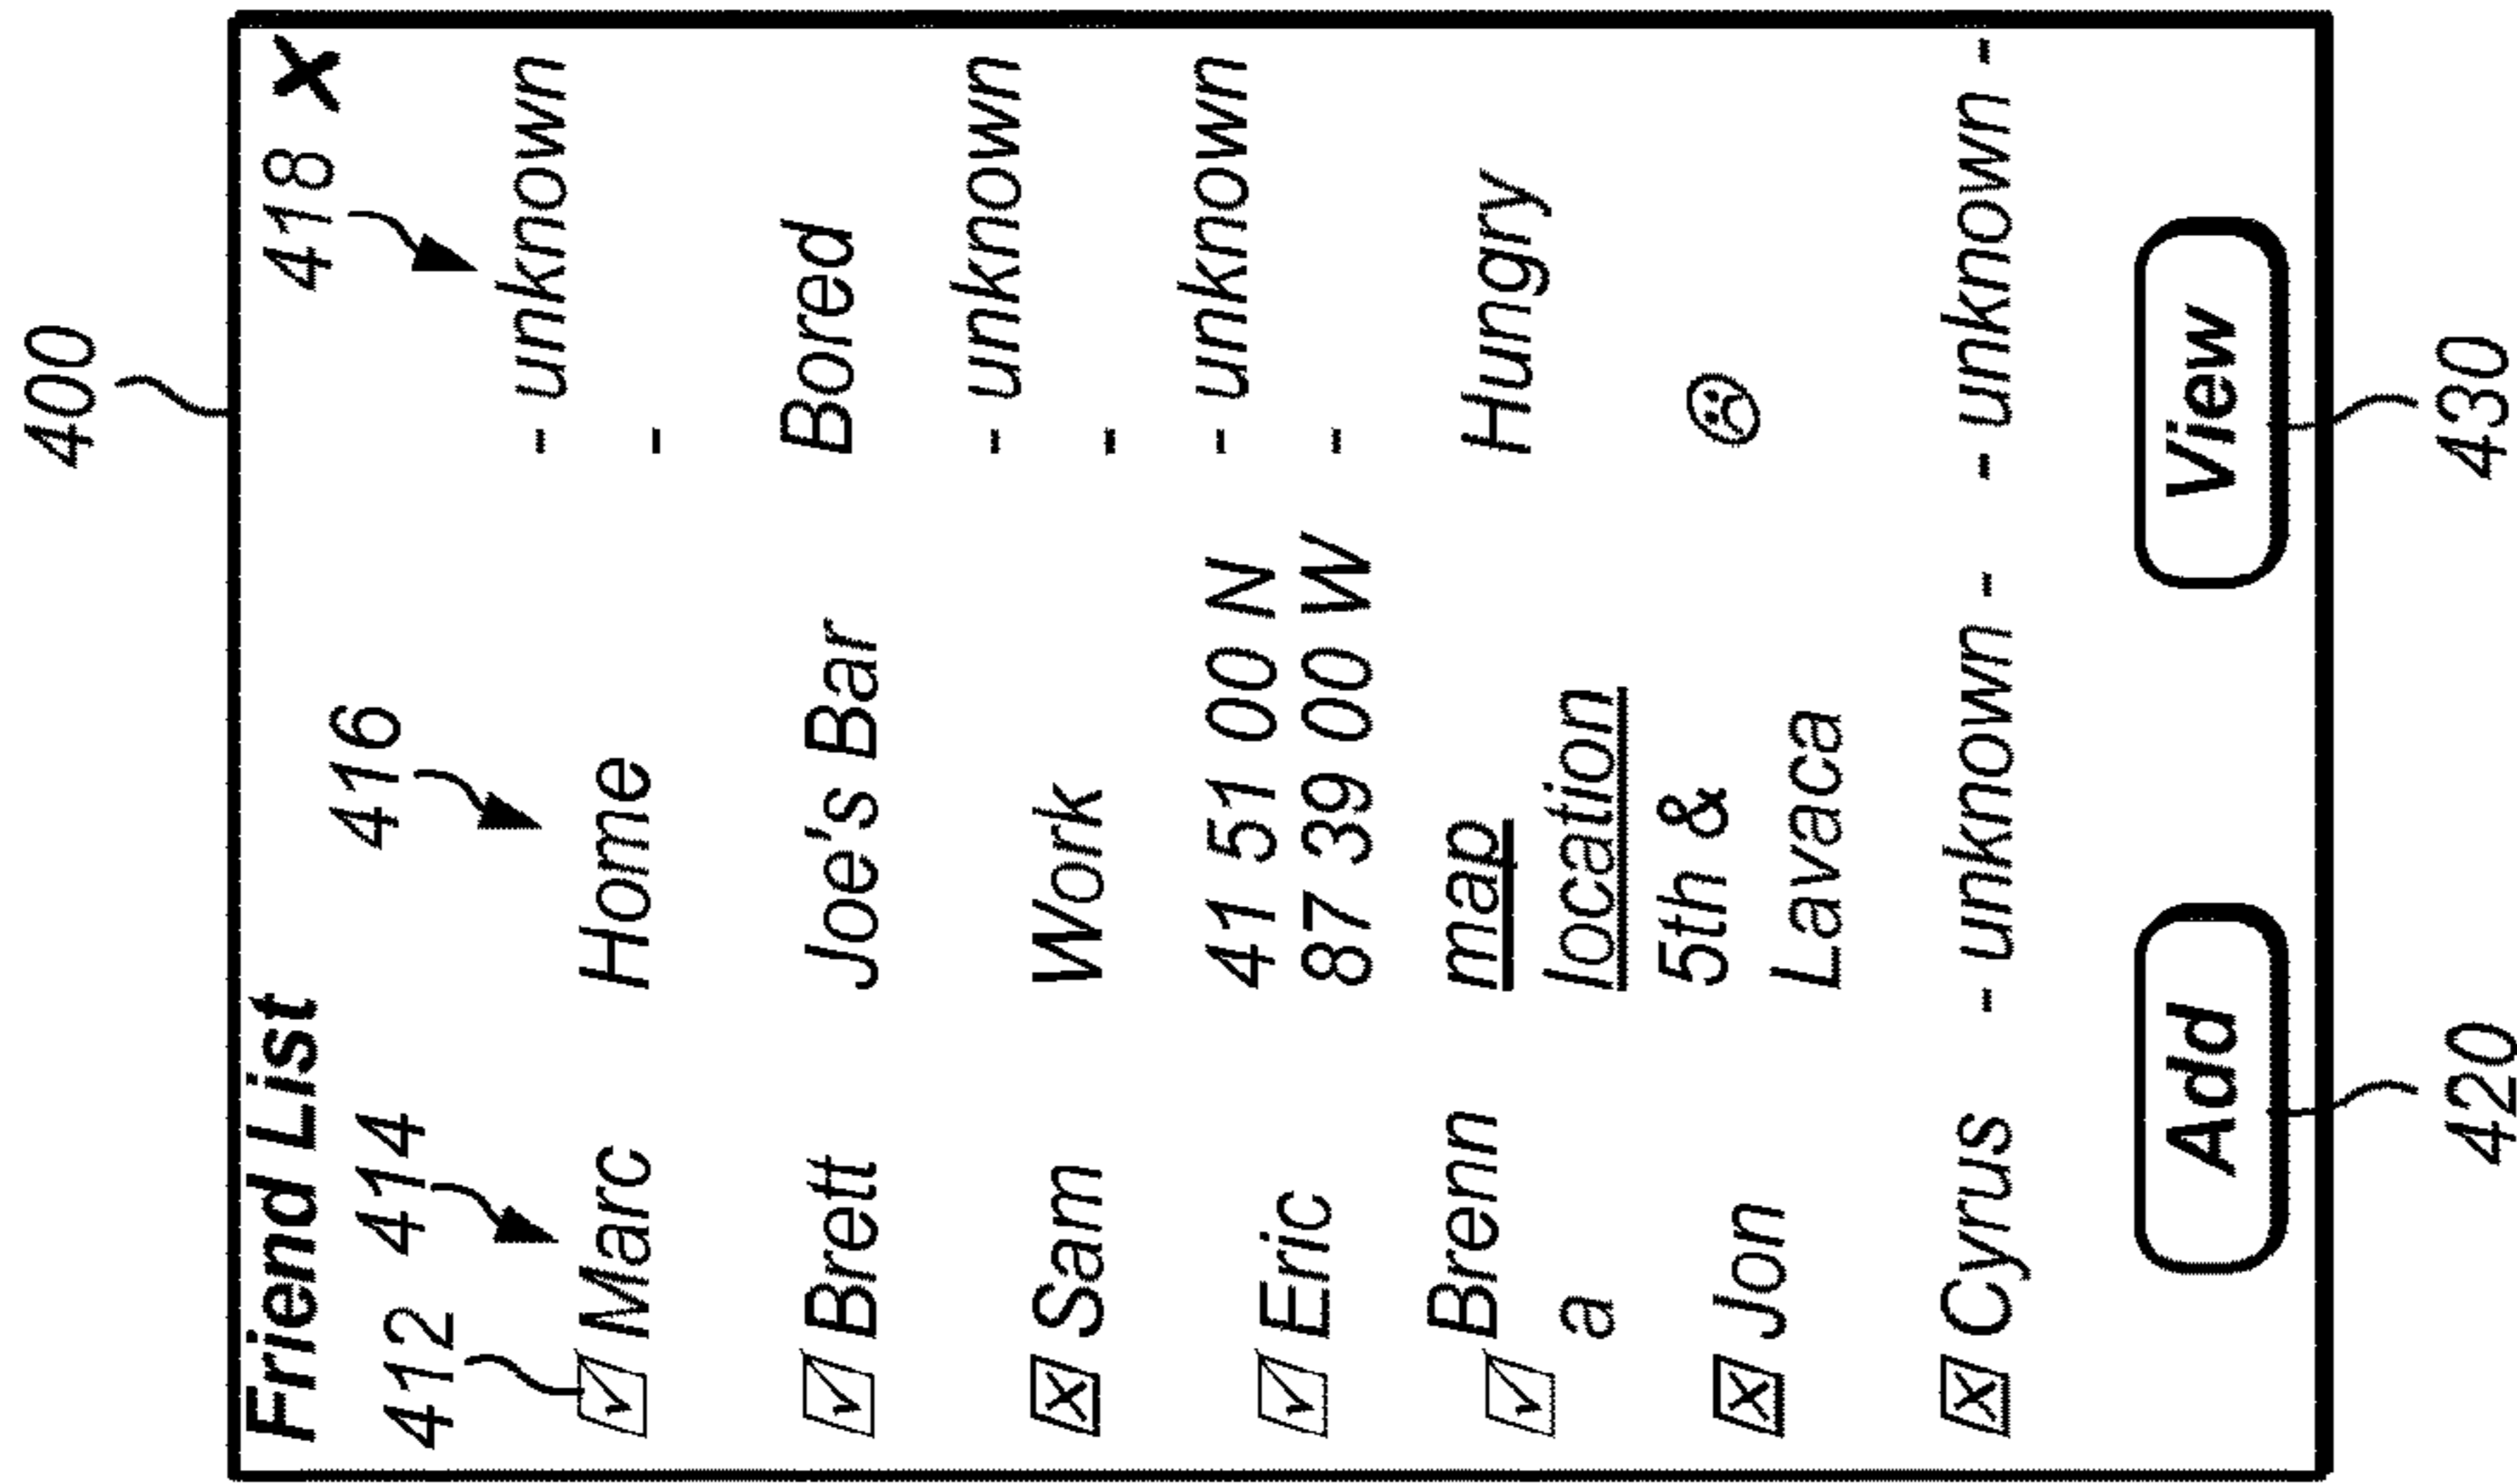 400
Friend List
418 X
416
412 414
Marc Home - unknown -
Brett Joe's Bar Bored
Sam Work - unknown -
Eric 41 51 00 N - unknown -
87 39 00 W
Brenn map Hungry
a location
Jon 5th &
Lavaca
Cyrus - unknown - - unknown -
Add View
420 430